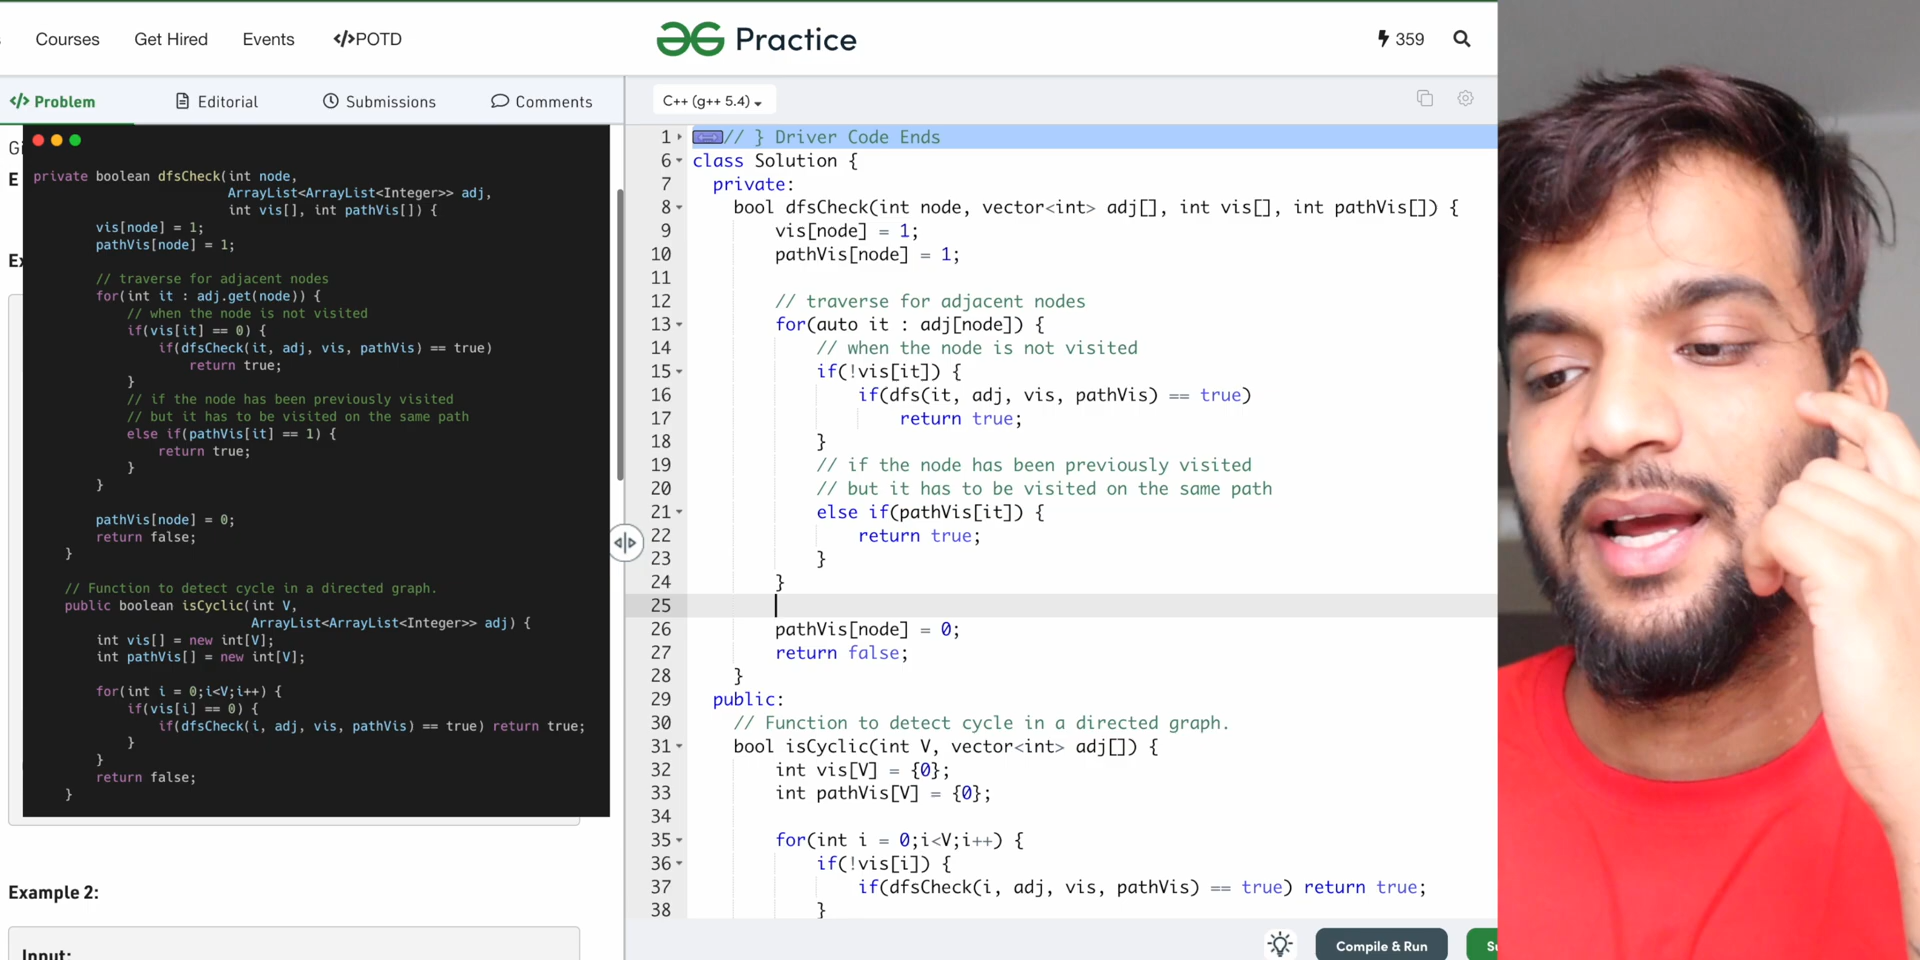 Courses Get Hired Events </>POTD
Practice
359
</> Problem Editorial Submissions Comments
C++ (g++ 5.4)
private boolean dfsCheck(int node,
ArrayList<ArrayList<Integer>> adj,
int vis[], int pathVis[]) {
vis[node] = 1;
pathVis[node] = 1;
// traverse for adjacent nodes
for(int it : adj.get(node)) {
// when the node is not visited
if(vis[it] == 0) {
if(dfsCheck(it, adj, vis, pathVis) == true)
return true;
}
// if the node has been previously visited
// but it has to be visited on the same path
else if(pathVis[it] == 1) {
return true;
}
}
pathVis[node] = 0;
return false;
}
// Function to detect cycle in a directed graph.
public boolean isCyclic(int V,
ArrayList<ArrayList<Integer>> adj) {
int vis[] = new int[V];
int pathVis[] = new int[V];
for(int i = 0;i<V;i++) {
if(vis[i] == 0) {
if(dfsCheck(i, adj, vis, pathVis) == true) return true;
}
}
return false;
}
Example 2:
Input:
1 // } Driver Code Ends
6 class Solution {
7 private:
8 bool dfsCheck(int node, vector<int> adj[], int vis[], int pathVis[]) {
9 vis[node] = 1;
10 pathVis[node] = 1;
11
12 // traverse for adjacent nodes
13 for(auto it : adj[node]) {
14 // when the node is not visited
15 if(!vis[it]) {
16 if(dfs(it, adj, vis, pathVis) == true)
17 return true;
18 }
19 // if the node has been previously visited
20 // but it has to be visited on the same path
21 else if(pathVis[it]) {
22 return true;
23 }
24 }
25
26 pathVis[node] = 0;
27 return false;
28 }
29 public:
30 // Function to detect cycle in a directed graph.
31 bool isCyclic(int V, vector<int> adj[]) {
32 int vis[V] = {0};
33 int pathVis[V] = {0};
34
35 for(int i = 0;i<V;i++) {
36 if(!vis[i]) {
37 if(dfsCheck(i, adj, vis, pathVis) == true) return true;
38 }
Compile & Run